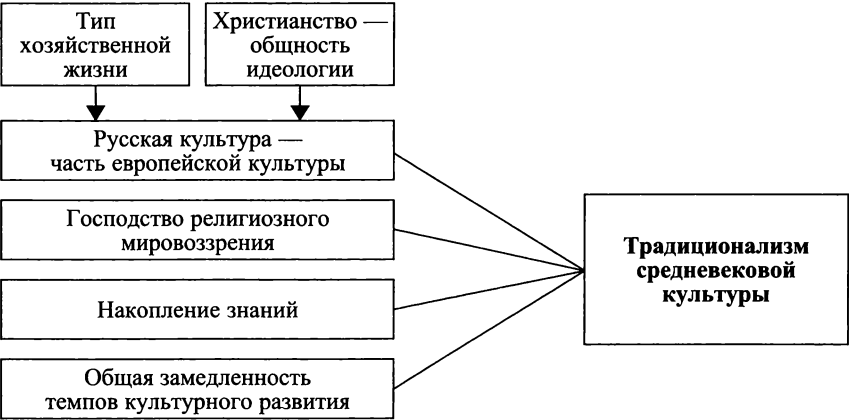 Тип
хозяйственной
жизни
Христианство —
общность
идеологии
Русская культура —
часть европейской культуры
Господство религиозного
мировоззрения
Накопление знаний
Общая замедленность
темпов культурного развития
Традиционализм
средневековой
культуры